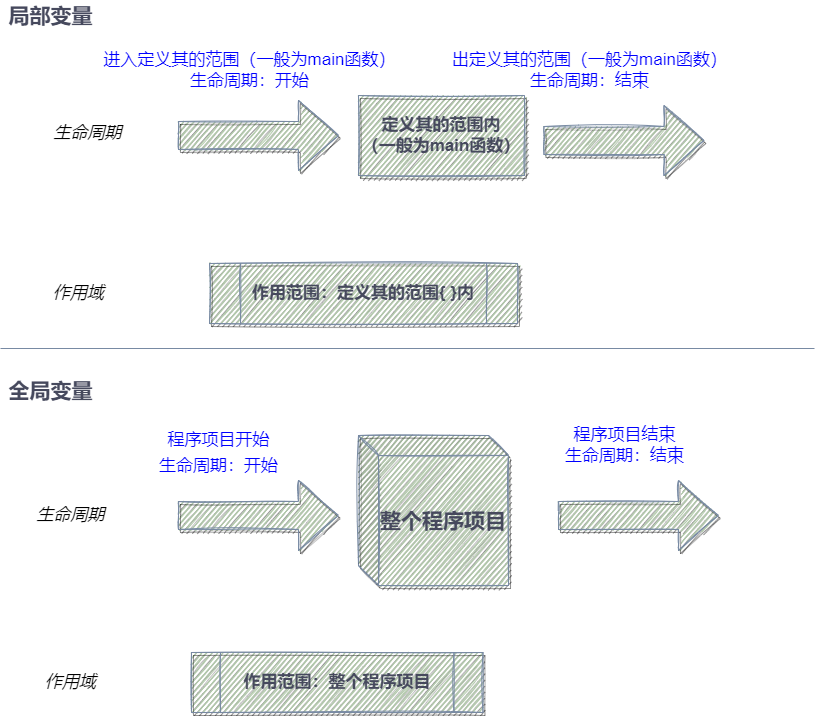 局部变量
进入定义其的范围（一般为main函数）
生命周期：开始
出定义其的范围（一般为main函数）
生命周期：结束
生命周期
定义其的范围内
（一般为main函数）
作用域
作用范围：定义其的范围{ }内
全局变量
程序项目开始
生命周期：开始
程序项目结束
生命周期：结束
生命周期
整个程序项目
作用域
作用范围：整个程序项目